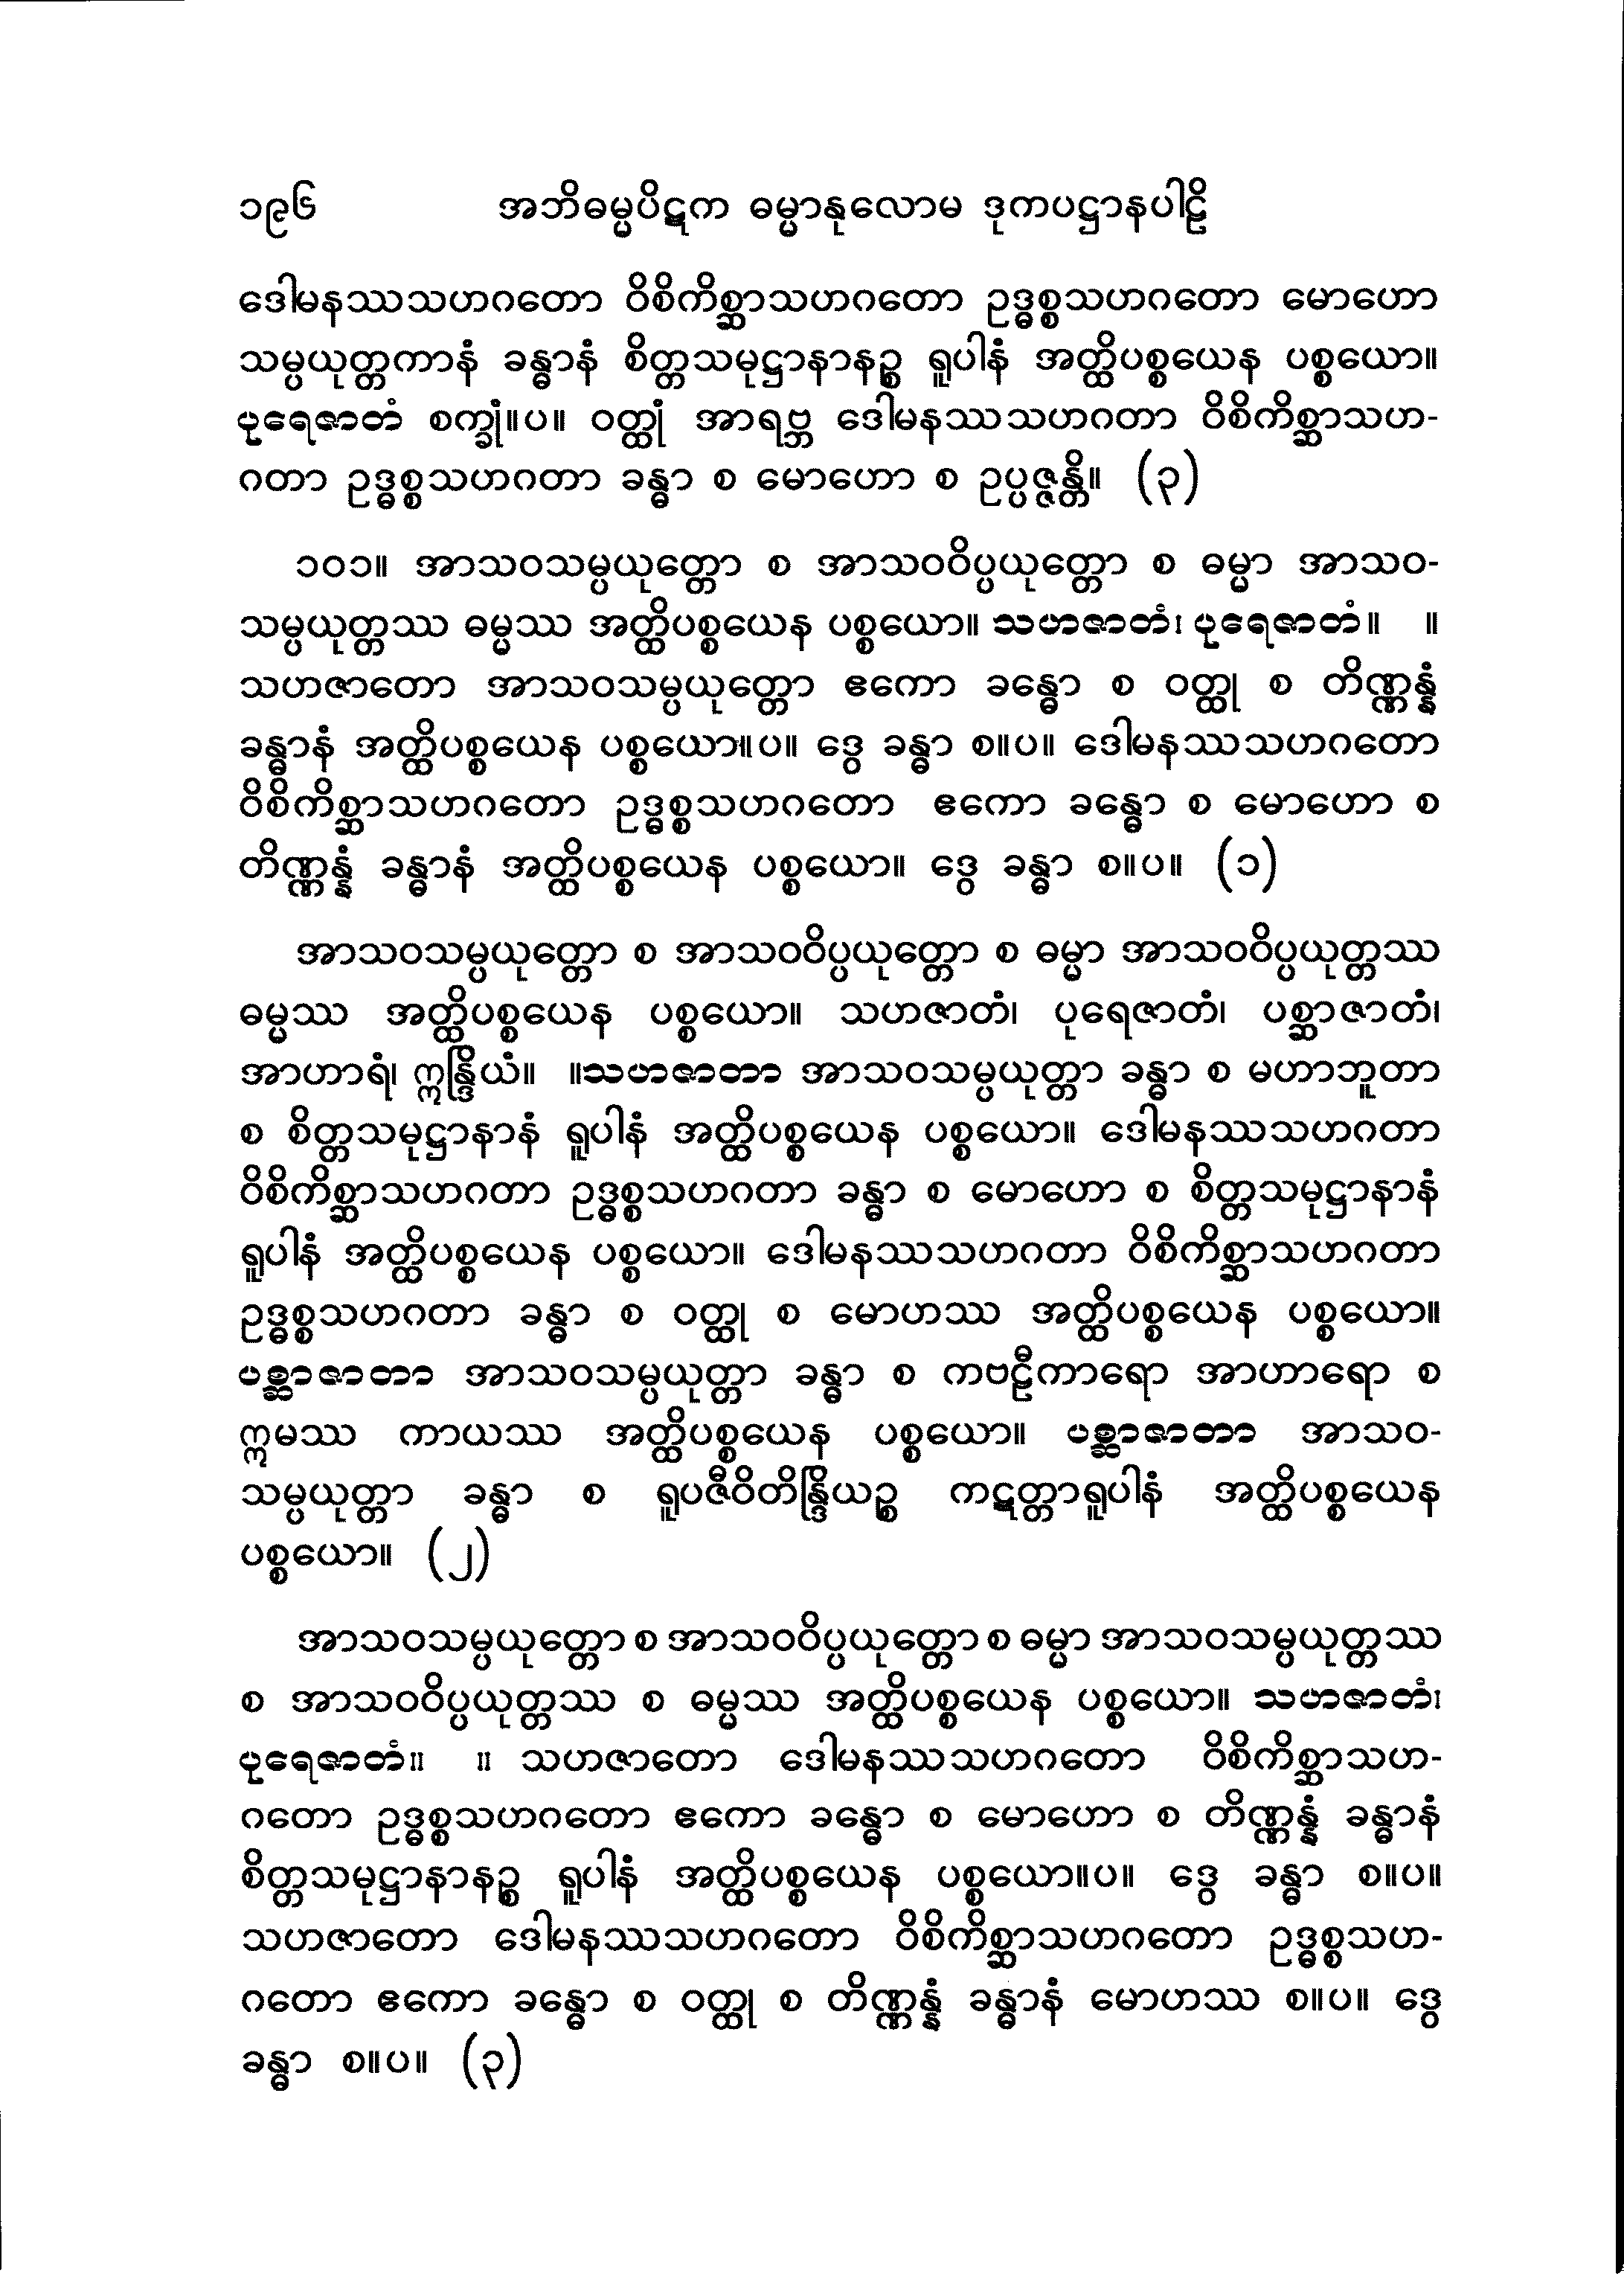 ၁၉၆ အဘိဓမ္မပိဋက ဓမ္မာနုလောမ ဒုကပဋ္ဌာနပါဠိ
ဒေါမနဿသဟဂတော ဝိစိကိစ္ဆာသဟဂတော ဥဒ္ဓစ္စသဟဂတော မောဟော
သမ္ပယုတ္တကာနံ ခန္ဓာနံ စိတ္တသမုဋ္ဌာနာနဉ္စ ရူပါနံ အတ္ထိပစ္စယေန ပစ္စယော။
ပုရေဇာတံ စက္ခုံ။ပ။ ဝတ္ထုံ အာရဗ္ဘ ဒေါမနဿသဟဂတာ ဝိစိကိစ္ဆာသဟ-
ဂတာ ဥဒ္ဓစ္စသဟဂတာ ခန္ဓာ စ မောဟော စ ဥပ္ပဇ္ဇန္တိ။ (၃)
၁၀၁။ အာသဝသမ္ပယုတ္တော စ အာသဝဝိပ္ပယုတ္တော စ ဓမ္မာ အာသဝ-
သမ္ပယုတ္တဿ ဓမ္မဿ အတ္ထိပစ္စယေန ပစ္စယော။ သဟဇာတံ၊ ပုရေဇာတံ။ ။
သဟဇာတော အာသဝသမ္ပယုတ္တော ဧကော ခန္ဓော စ ဝတ္ထု စ တိဏ္ဏန္နံ
ခန္ဓာနံ အတ္ထိပစ္စယေန ပစ္စယော။ပ။ ဒွေ ခန္ဓာ စ။ပ။ ဒေါမနဿသဟဂတော
ဝိစိကိစ္ဆာသဟဂတော ဥဒ္ဓစ္စသဟဂတော ဧကော ခန္ဓော စ မောဟော စ
တိဏ္ဏန္နံ ခန္ဓာနံ အတ္ထိပစ္စယေန ပစ္စယော။ ဒွေ ခန္ဓာ စ။ပ။ (၁)
အာသဝသမ္ပယုတ္တော စ အာသဝဝိပ္ပယုတ္တော စ ဓမ္မာ အာသဝဝိပ္ပယုတ္တဿ
ဓမ္မဿ အတ္ထိပစ္စယေန ပစ္စယော။ သဟဇာတံ၊ ပုရေဇာတံ၊ ပစ္ဆာဇာတံ၊
အာဟာရံ၊ ဣန္ဒြိယံ။ ။သဟဇာတာ အာသဝသမ္ပယုတ္တာ ခန္ဓာ စ မဟာဘူတာ
စ စိတ္တသမုဋ္ဌာနာနံ ရူပါနံ အတ္ထိပစ္စယေန ပစ္စယော။ ဒေါမနဿသဟဂတာ
ဝိစိကိစ္ဆာသဟဂတာ ဥဒ္ဓစ္စသဟဂတာ ခန္ဓာ စ မောဟော စ စိတ္တသမုဋ္ဌာနာနံ
ရူပါနံ အတ္ထိပစ္စယေန ပစ္စယော။ ဒေါမနဿသဟဂတာ ဝိစိကိစ္ဆာသဟဂတာ
ဥဒ္ဓစ္စသဟဂတာ ခန္ဓာ စ ဝတ္ထု စ မောဟဿ အတ္ထိပစ္စယေန ပစ္စယော။
ပစ္ဆာဇာတာ အာသဝသမ္ပယုတ္တာ ခန္ဓာ စ ကဗဠီကာရော အာဟာရော စ
ဣမဿ ကာယဿ အတ္ထိပစ္စယေန ပစ္စယော။ ပစ္ဆာဇာတာ အာသဝ-
သမ္ပယုတ္တာ ခန္ဓာ စ ရူပဇီဝိတိန္ဒြိယဉ္စ ကဋတ္တာရူပါနံ အတ္ထိပစ္စယေန
ပစ္စယော။ (၂)
အာသဝသမ္ပယုတ္တော စ အာသဝဝိပ္ပယုတ္တော စ ဓမ္မာ အာသဝသမ္ပယုတ္တဿ
စ အာသဝဝိပ္ပယုတ္တဿ စ ဓမ္မဿ အတ္ထိပစ္စယေန ပစ္စယော။ သဟဇာတံ၊
ပုရေဇာတံ။ ။ သဟဇာတော ဒေါမနဿသဟဂတော ဝိစိကိစ္ဆာသဟ-
ဂတော ဥဒ္ဓစ္စသဟဂတော ဧကော ခန္ဓော စ မောဟော စ တိဏ္ဏန္နံ ခန္ဓာနံ
စိတ္တသမုဋ္ဌာနာနဉ္စ ရူပါနံ အတ္ထိပစ္စယေန ပစ္စယော။ပ။ ဒွေ ခန္ဓာ စ။ပ။
သဟဇာတော ဒေါမနဿသဟဂတော ဝိစိကိစ္ဆာသဟဂတော ဥဒ္ဓစ္စသဟ-
ဂတော ဧကော ခန္ဓော စ ဝတ္ထု စ တိဏ္ဏန္နံ ခန္ဓာနံ မောဟဿ စ။ပ။ ဒွေ
ခန္ဓာ စ။ပ။ (၃)